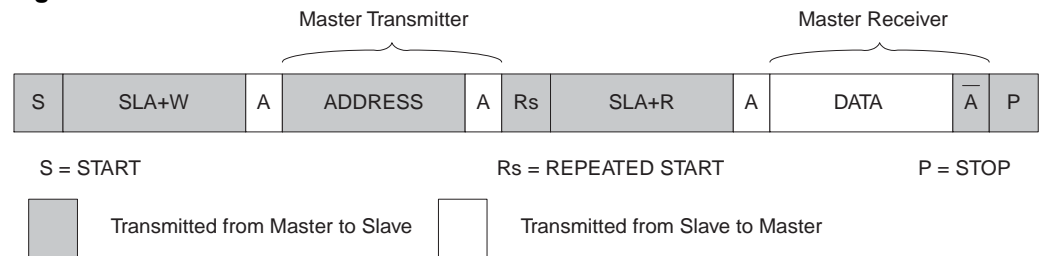 Master Transmitter
Master Receiver
S SLA+W A ADDRESS A Rs SLA+R A DATA A̅ P
S = START
Rs = REPEATED START
P = STOP
Transmitted from Master to Slave
Transmitted from Slave to Master